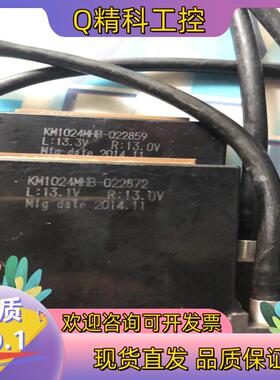 Q精科工控
KM1024MHB-022859
L:13.3V R:13.0V
Mfg date 2014.11
KM1024MHB-022872
L:13.1V R:13.0V
Mfg date 2014.11
质
0.1
欢迎咨询可开发票
现货直发 品质保证